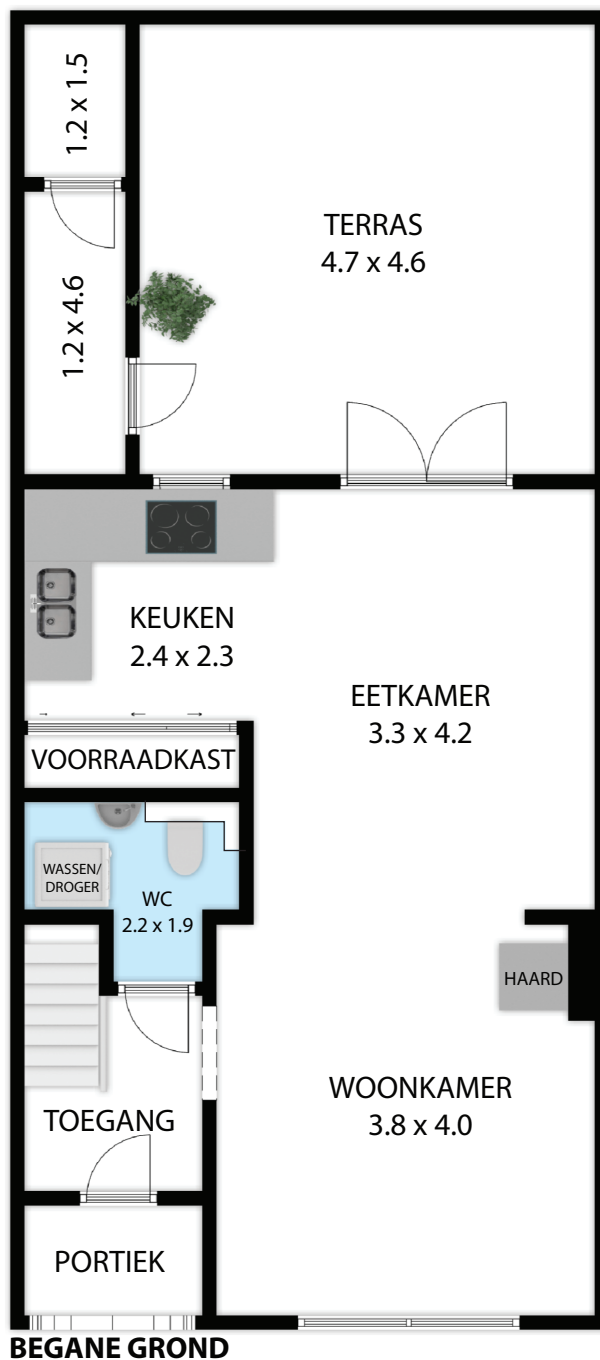 1.2 x 1.5
TERRAS
4.7 x 4.6
1.2 x 4.6
KEUKEN
2.4 x 2.3
EETKAMER
3.3 x 4.2
VOORRAADKAST
WASSEN/
DROGER
WC
2.2 x 1.9
HAARD
WOONKAMER
3.8 x 4.0
TOEGANG
PORTIEK
BEGANE GROND